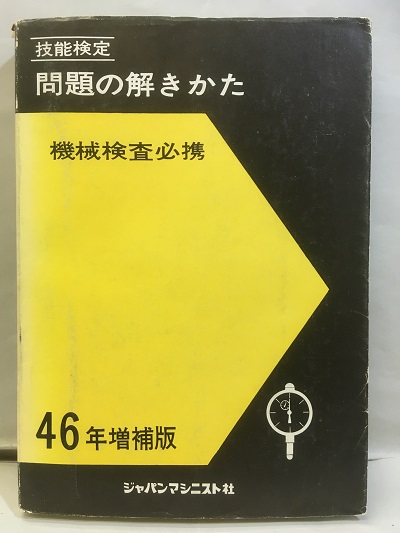 技能検定
問題の解きかた
機械検査必携
46年増補版
ジャパンマシニスト社